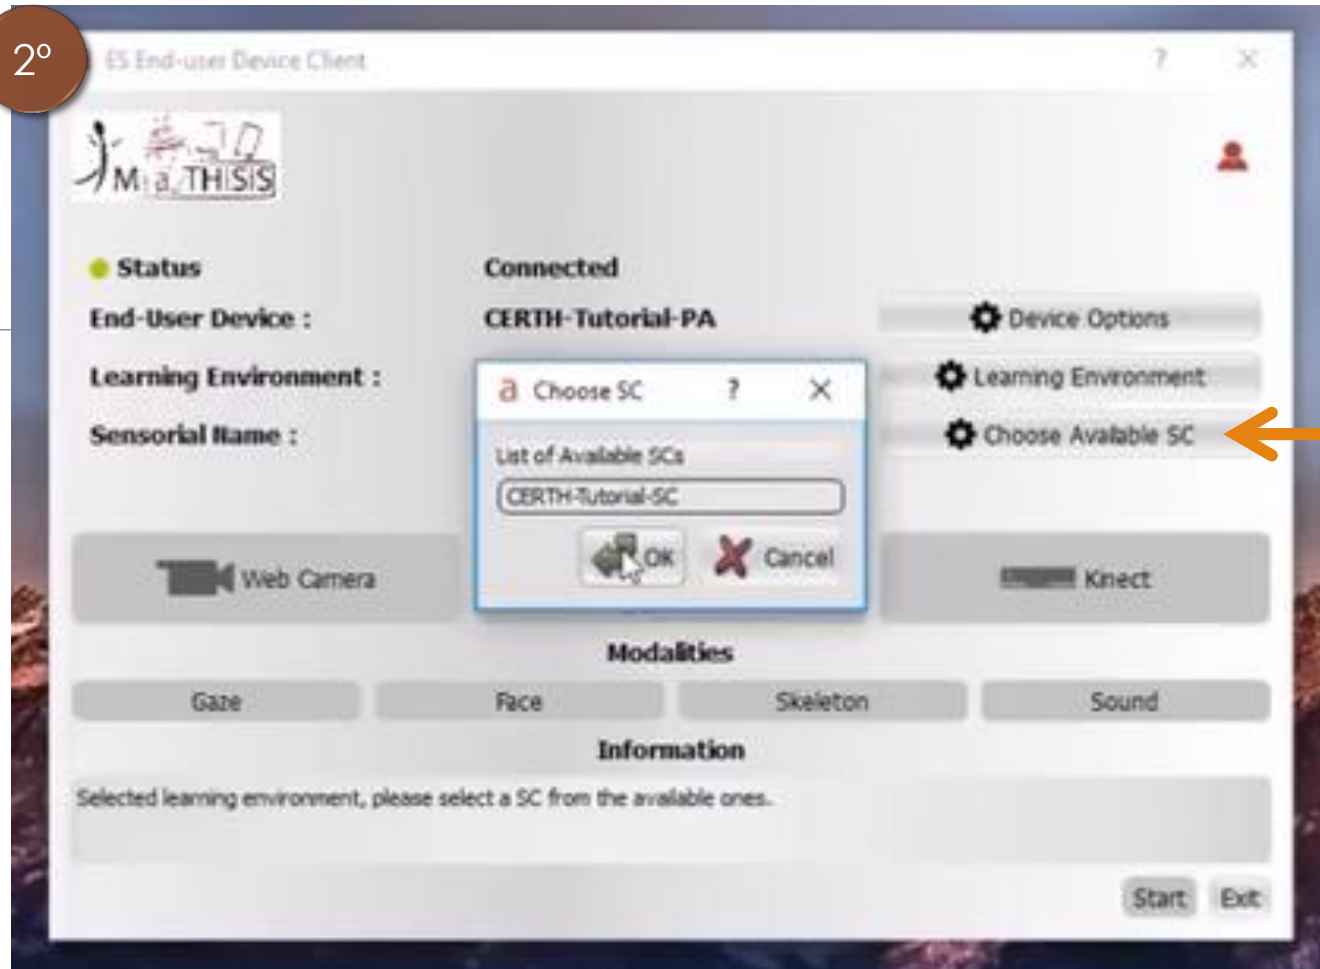 2º
ES End-user Device Client ? ×
MaTHiSiS
Status Connected
End-User Device : CERTH-Tutorial-PA Device Options
Learning Environment : Learning Environment
Sensorial Name : Choose Available SC
a Choose SC ? ×
List of Available SCs
CERTH-Tutorial-SC
OK Cancel
Web Camera Kinect
Modalities
Gaze Face Skeleton Sound
Information
Selected learning environment, please select a SC from the available ones.
Start Exit